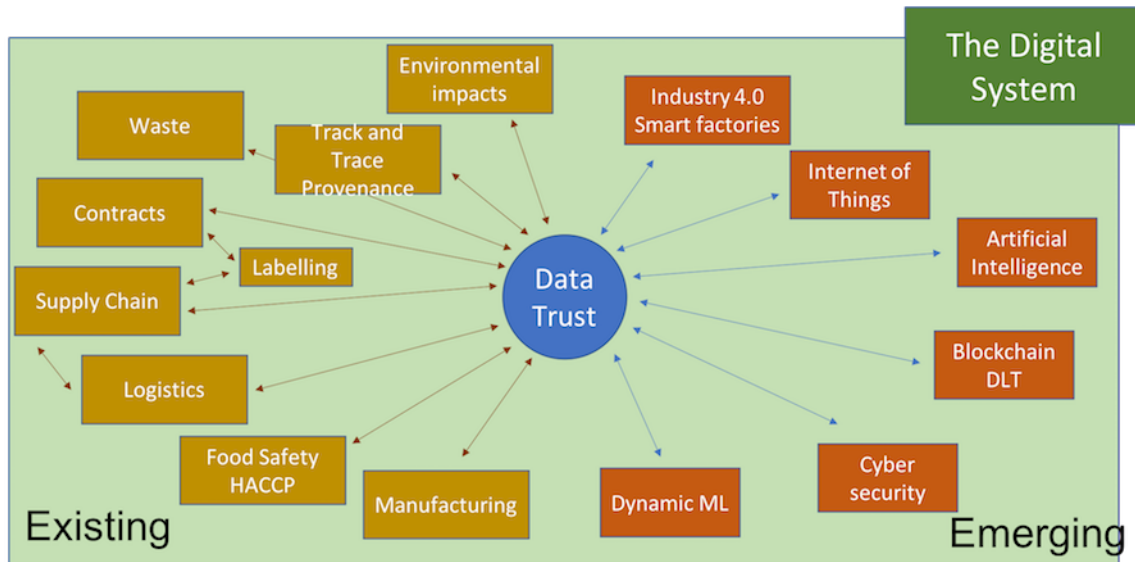 The Digital
System
Environmental
impacts
Industry 4.0
Smart factories
Waste
Track and
Trace
Provenance
Internet of
Things
Contracts
Labelling
Artificial
Intelligence
Data
Trust
Supply Chain
Blockchain
DLT
Logistics
Food Safety
HACCP
Cyber
security
Manufacturing
Dynamic ML
Existing
Emerging